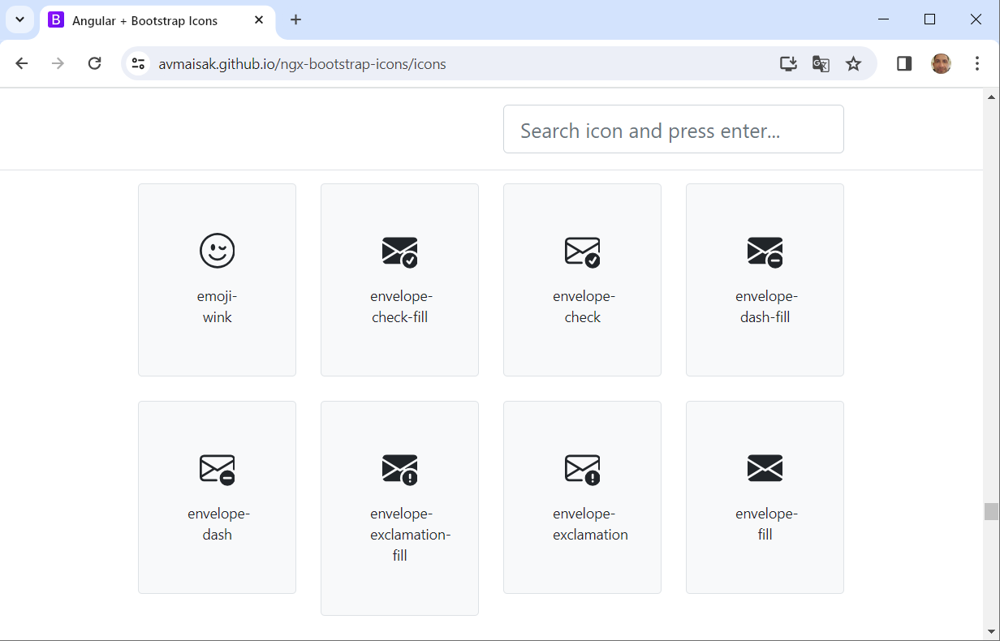 B Angular + Bootstrap Icons
avmaisak.github.io/ngx-bootstrap-icons/icons
Search icon and press enter...
emoji-
wink
envelope-
check-fill
envelope-
check
envelope-
dash-fill
envelope-
dash
envelope-
exclamation-
fill
envelope-
exclamation
envelope-
fill